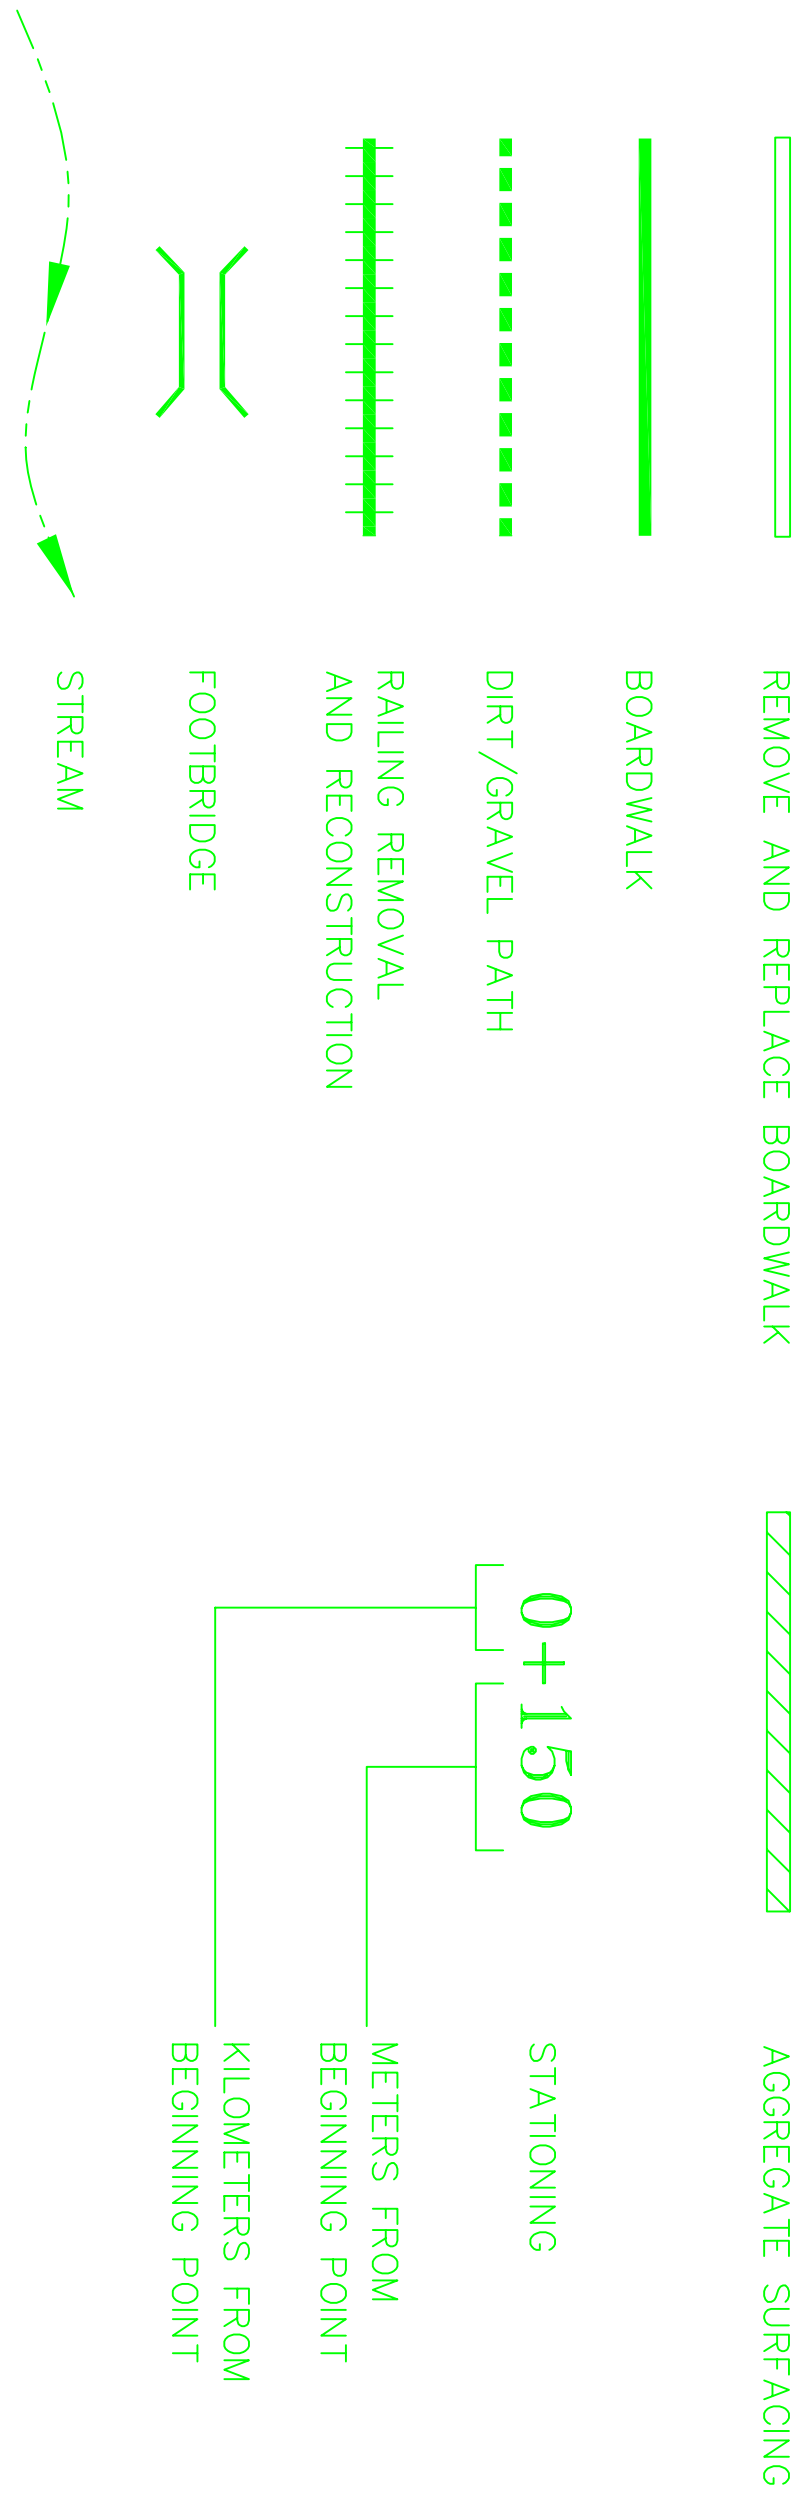 REMOVE AND REPLACE BOARDWALK
BOARDWALK
DIRT/GRAVEL PATH
RAILING REMOVAL
AND RECONSTRUCTION
FOOTBRIDGE
STREAM
AGGREGATE SURFACING
0+150
STATIONING
METERS FROM
BEGINNING POINT
KILOMETERS FROM
BEGINNING POINT